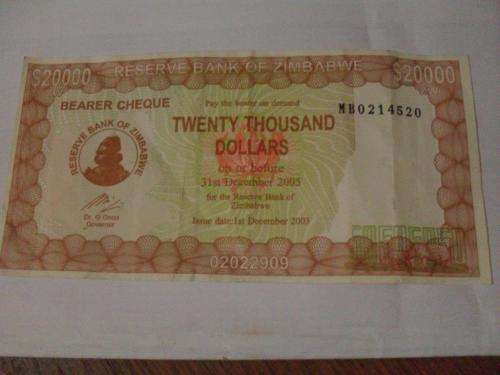 $20000 RESERVE BANK OF ZIMBABWE $20000
BEARER CHEQUE
Pay the bearer on demand
MB0214520
TWENTY THOUSAND
DOLLARS
on or before
31st December 2005
for the Reserve Bank of
Zimbabwe
Issue date:1st December 2003
RESERVE BANK OF ZIMBABWE
Dr. G Gono
Governor
02022909